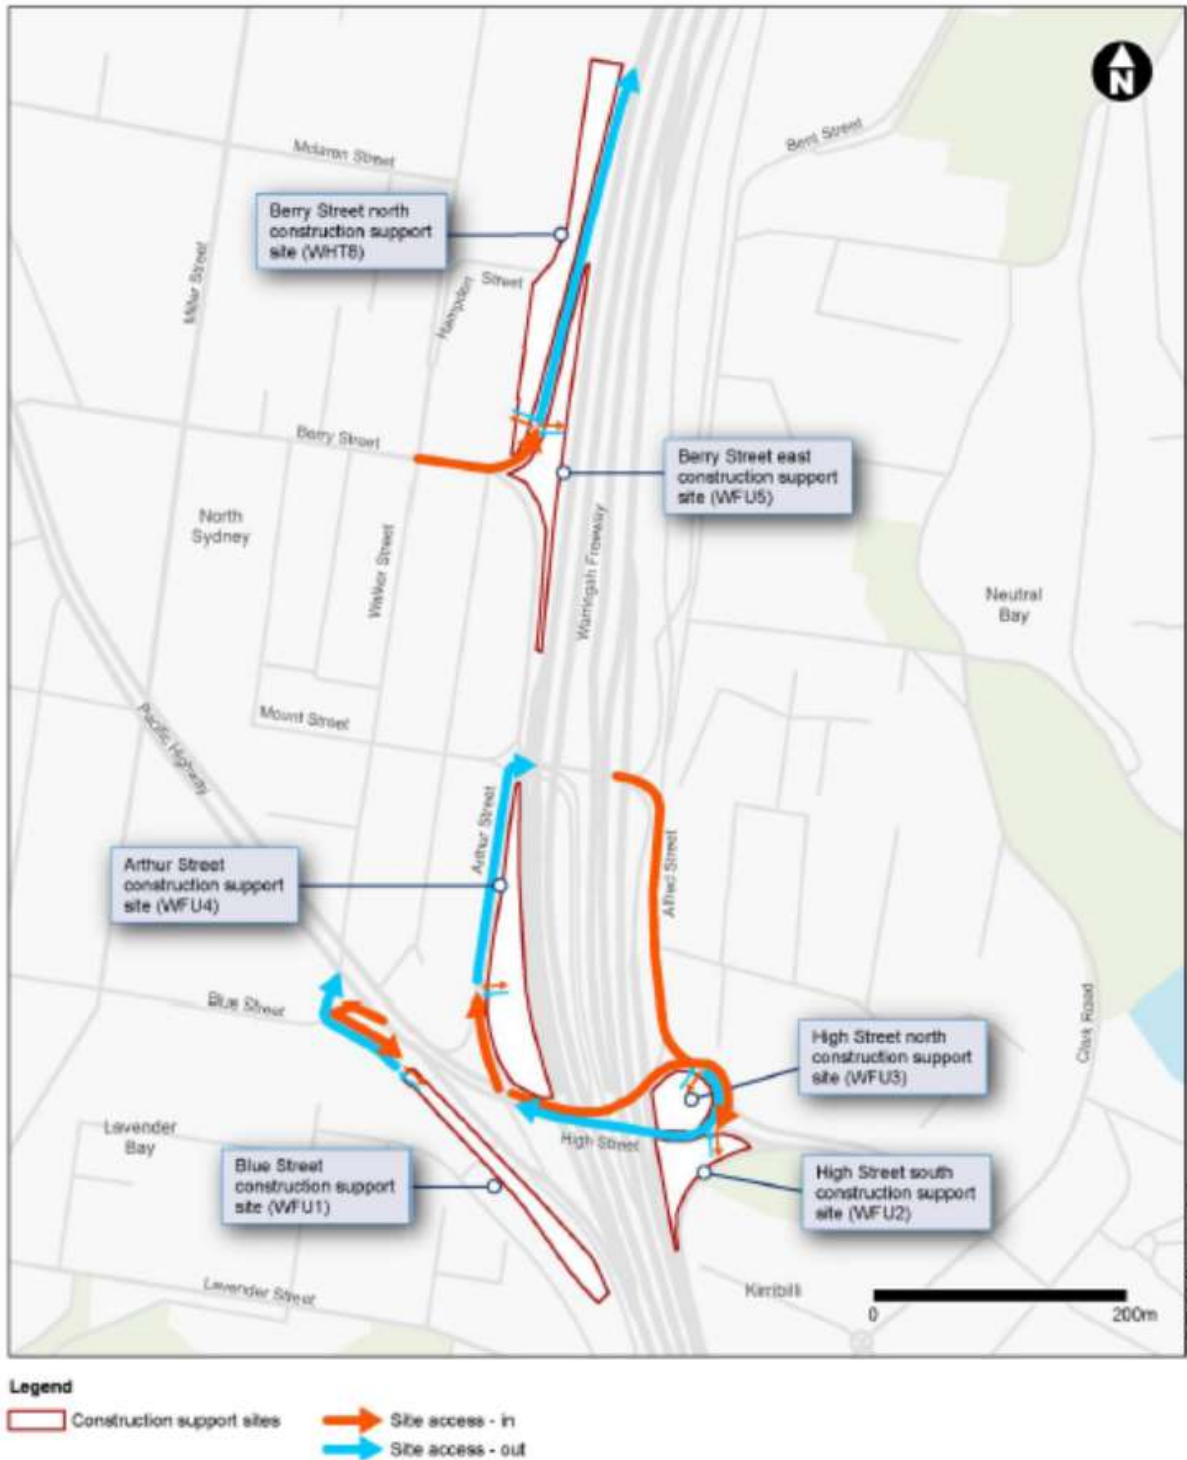 N
Bent Street
Mclaren Street
Berry Street north
construction support
site (WHT8)
Miller Street
Hampden
Street
Berry Street
Berry Street east
construction support
site (WFU5)
North
Sydney
Walker Street
Warringah Freeway
Neutral
Bay
Mount Street
Pacific Highway
Arthur Street
Alfred Street
Arthur Street
construction support
site (WFU4)
Blue Street
Clark Road
High Street north
construction support
site (WFU3)
Lavender
Bay
High Street
Blue Street
construction support
site (WFU1)
High Street south
construction support
site (WFU2)
Lavender Street
Kirribilli
0
200m
Legend
Construction support sites
Site access - in
Site access - out